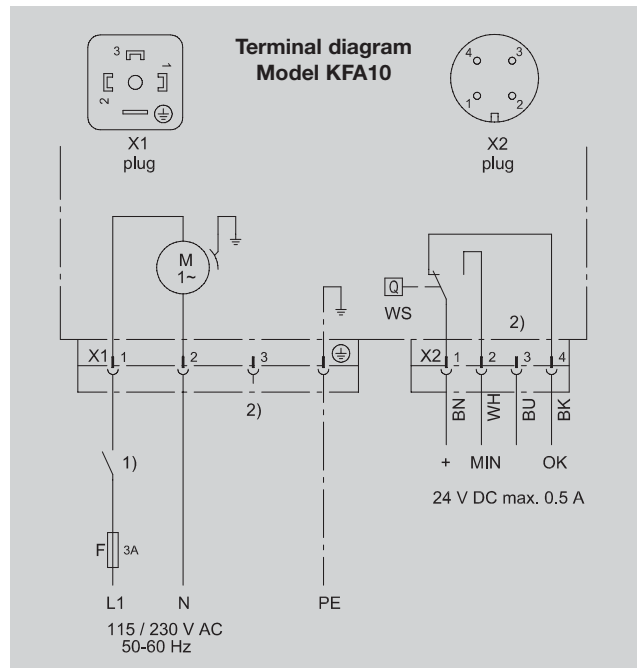 Terminal diagram
Model KFA10
3
1
2
X1
plug
4 3
1 2
X2
plug
M
1~
Q
WS
2)
X1 1 2 3
X2 1 2 3 4
2)
BN WH BU BK
+ MIN OK
24 V DC max. 0.5 A
1)
F 3A
L1 N PE
115 / 230 V AC
50-60 Hz